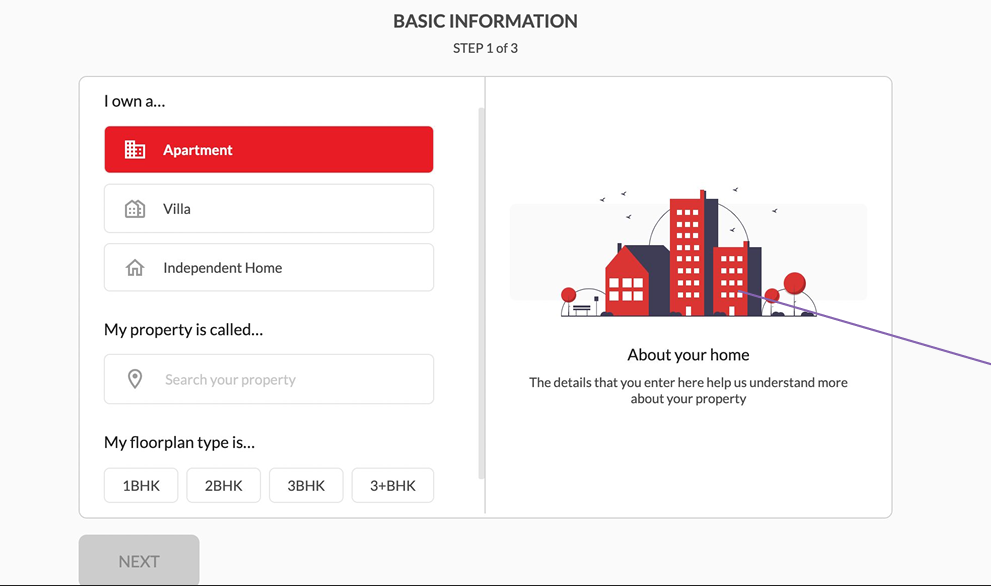 BASIC INFORMATION
STEP 1 of 3
I own a...
Apartment
Villa
Independent Home
My property is called...
Search your property
My floorplan type is...
1BHK 2BHK 3BHK 3+BHK
About your home
The details that you enter here help us understand more
about your property
NEXT